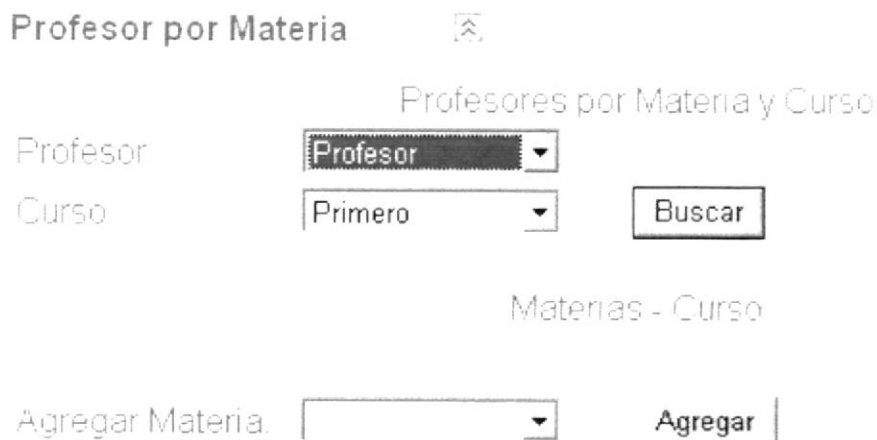 Profesor por Materia
Profesores por Materia y Curso
Profesor Profesor
Curso Primero Buscar
Materias - Curso
Agregar Materia. Agregar